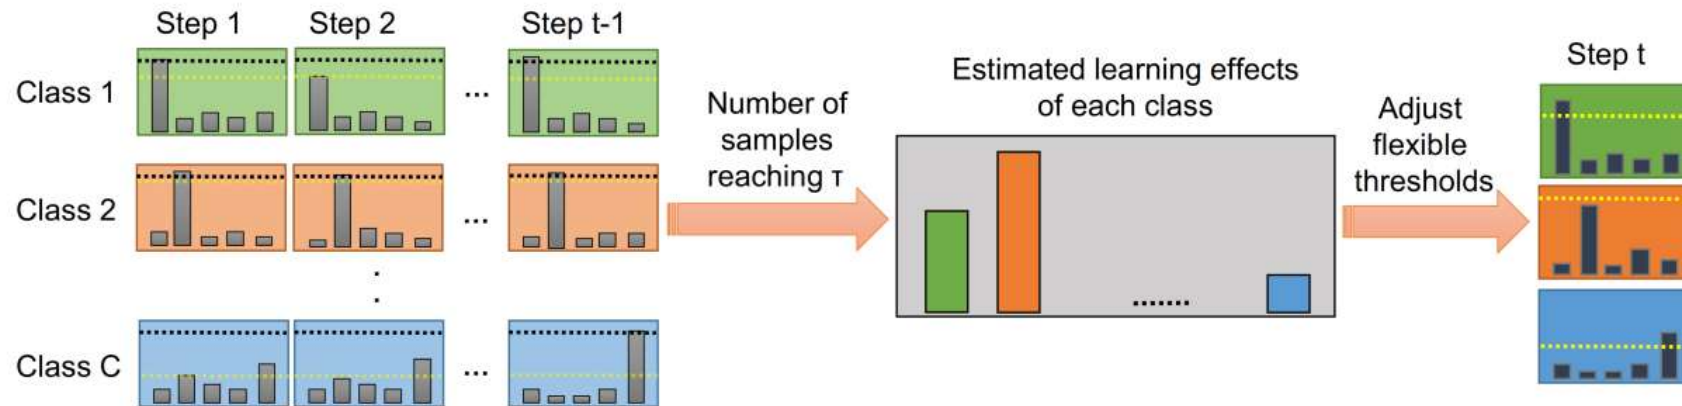 Step 1
Step 2
Step t-1
Class 1
...
Class 2
...
Class C
...
Number of
samples
reaching τ
Estimated learning effects
of each class
.......
Adjust
flexible
thresholds
Step t